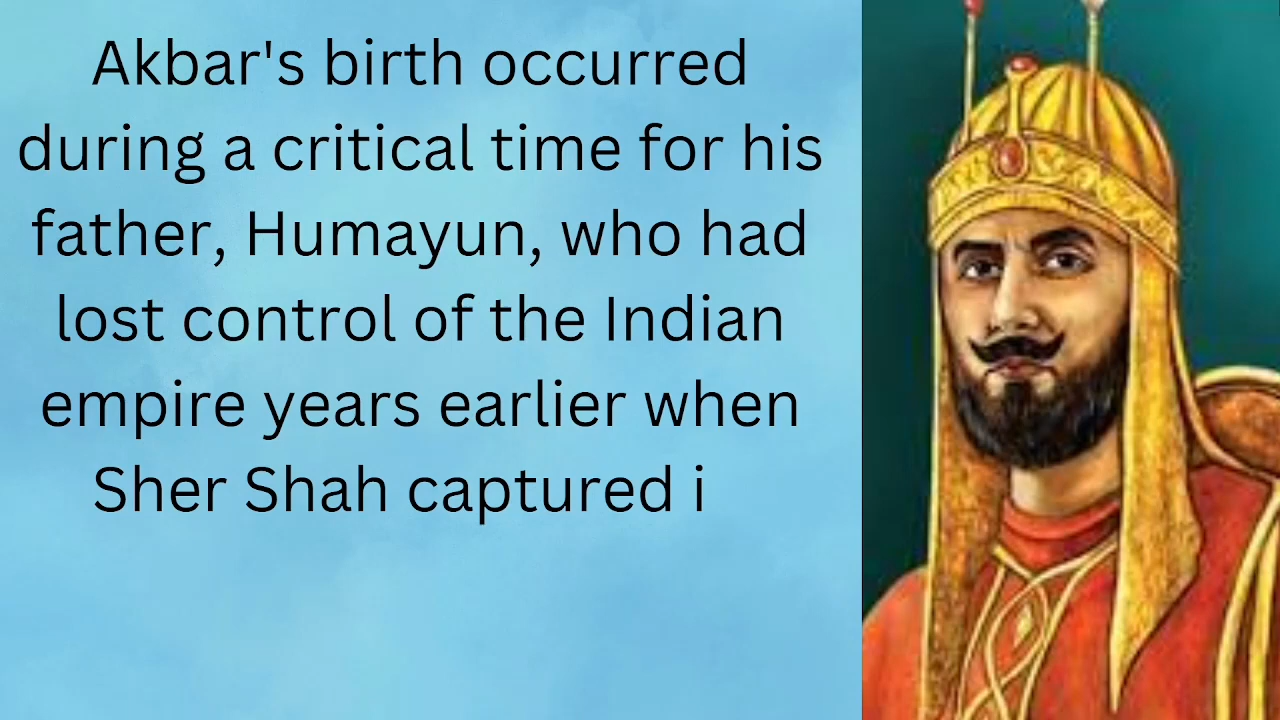 Akbar's birth occurred
during a critical time for his
father, Humayun, who had
lost control of the Indian
empire years earlier when
Sher Shah captured i